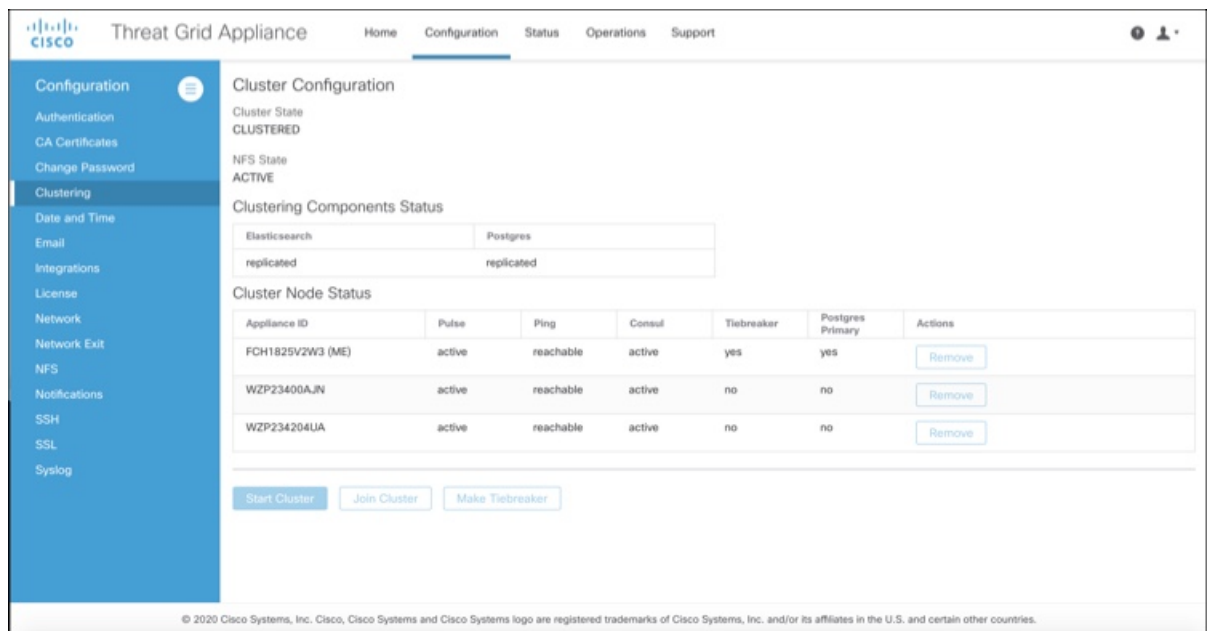 CISCO
Threat Grid Appliance
Home Configuration Status Operations Support
Configuration
Authentication
CA Certificates
Change Password
Clustering
Date and Time
Email
Integrations
License
Network
Network Exit
NFS
Notifications
SSH
SSL
Syslog
Cluster Configuration
Cluster State
CLUSTERED
NFS State
ACTIVE
Clustering Components Status
Elasticsearch Postgres
replicated replicated
Cluster Node Status
Appliance ID Pulse Ping Consul Tiebreaker Postgres Primary Actions
FCH1825V2W3 (ME) active reachable active yes yes Remove
WZP23400AJN active reachable active no no Remove
WZP234204UA active reachable active no no Remove
Start Cluster Join Cluster Make Tiebreaker
© 2020 Cisco Systems, Inc. Cisco, Cisco Systems and Cisco Systems logo are registered trademarks of Cisco Systems, Inc. and/or its affiliates in the U.S. and certain other countries.